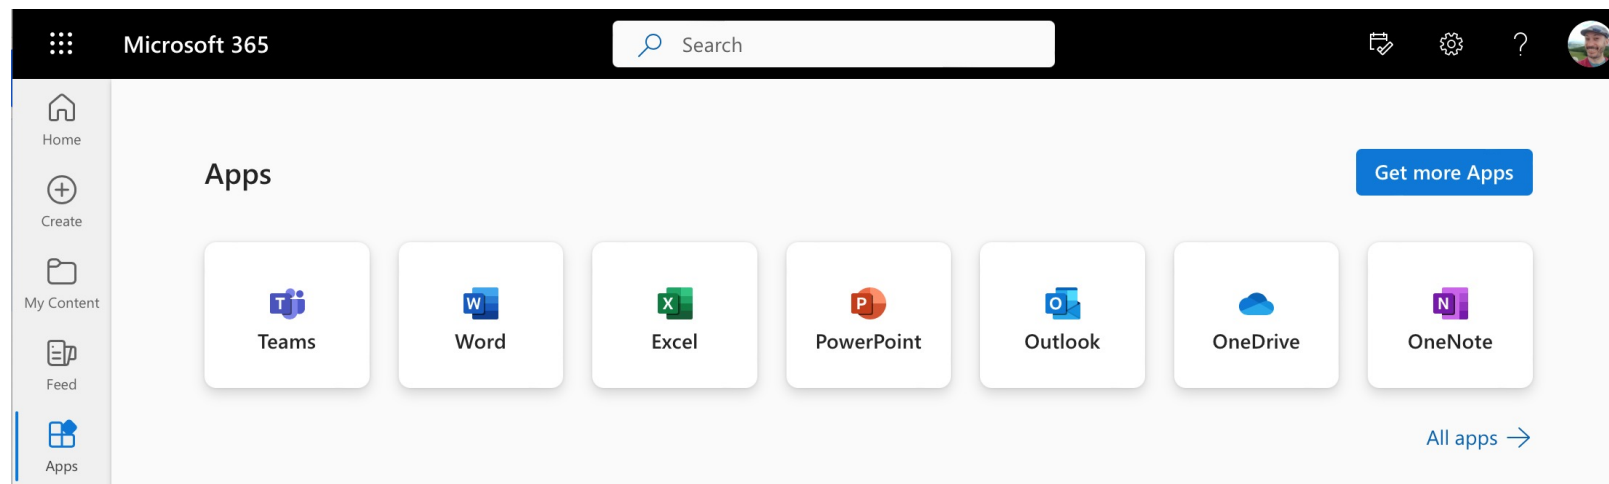 Microsoft 365
Search
?
Home
Create
My Content
Feed
Apps
Apps
Get more Apps
T
Teams
W
Word
X
Excel
P
PowerPoint
O
Outlook
OneDrive
N
OneNote
All apps →